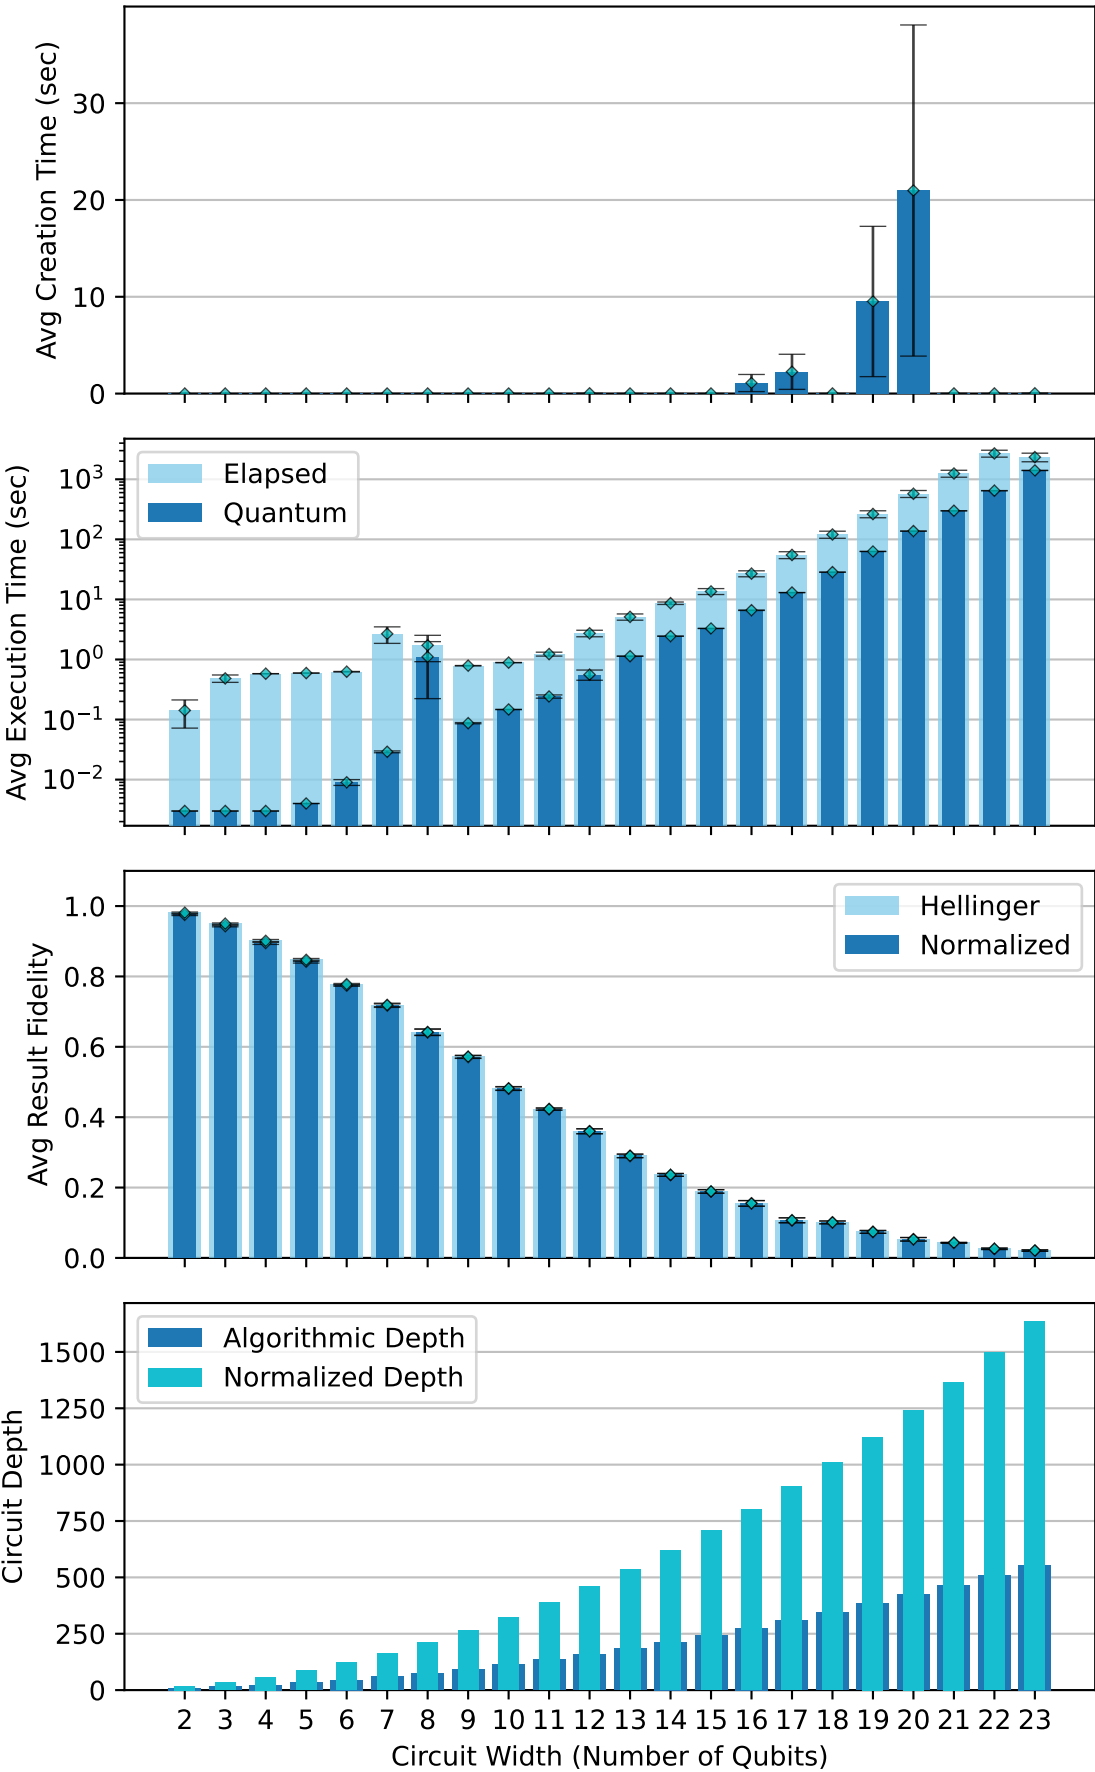 Avg Creation Time (sec)
30
20
10
0
Avg Execution Time (sec)
Elapsed
Quantum
10³
10²
10¹
10⁰
10⁻¹
10⁻²
Avg Result Fidelity
Hellinger
Normalized
1.0
0.8
0.6
0.4
0.2
0.0
Circuit Depth
Algorithmic Depth
Normalized Depth
1500
1250
1000
750
500
250
0
2 3 4 5 6 7 8 9 10 11 12 13 14 15 16 17 18 19 20 21 22 23
Circuit Width (Number of Qubits)